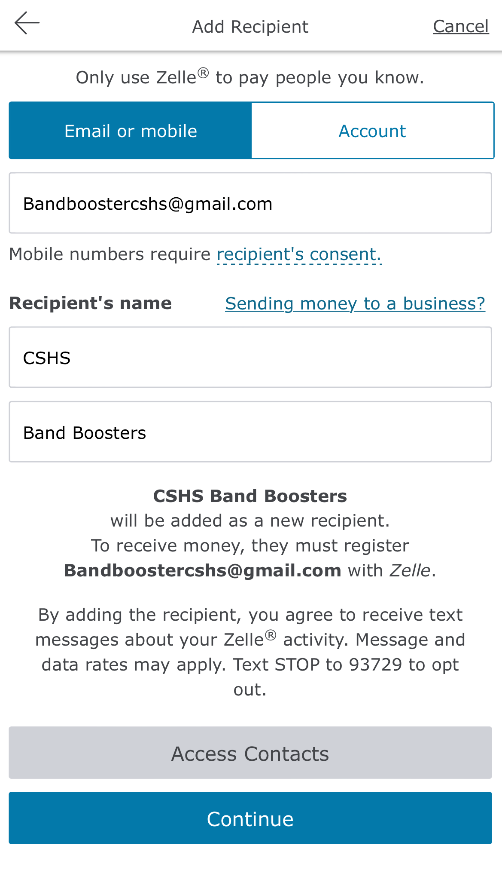 Add Recipient Cancel
Only use Zelle® to pay people you know.
Email or mobile Account
Bandboostercshs@gmail.com
Mobile numbers require recipient's consent.
Recipient's name Sending money to a business?
CSHS
Band Boosters
CSHS Band Boosters
will be added as a new recipient.
To receive money, they must register
Bandboostercshs@gmail.com with Zelle.
By adding the recipient, you agree to receive text
messages about your Zelle® activity. Message and
data rates may apply. Text STOP to 93729 to opt
out.
Access Contacts
Continue